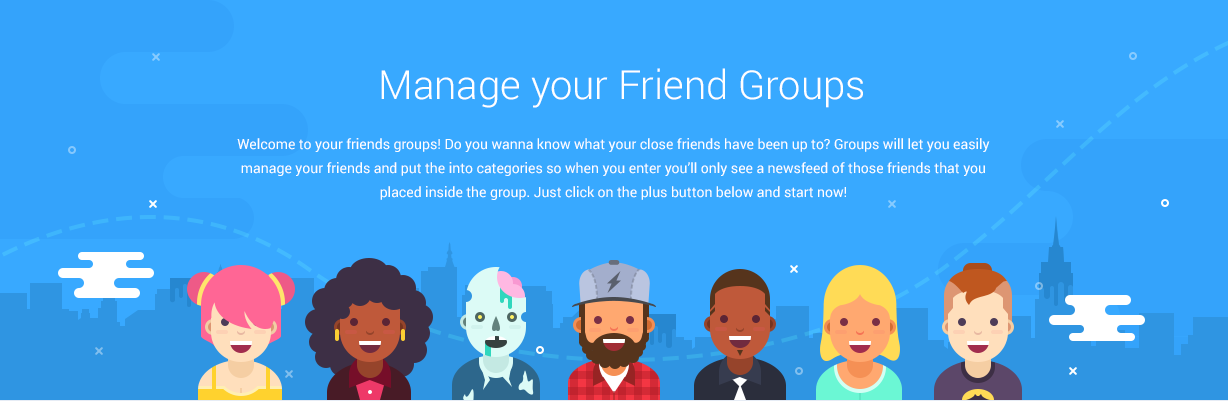 Manage your Friend Groups
Welcome to your friends groups! Do you wanna know what your close friends have been up to? Groups will let you easily
manage your friends and put the into categories so when you enter you'll only see a newsfeed of those friends that you
placed inside the group. Just click on the plus button below and start now!